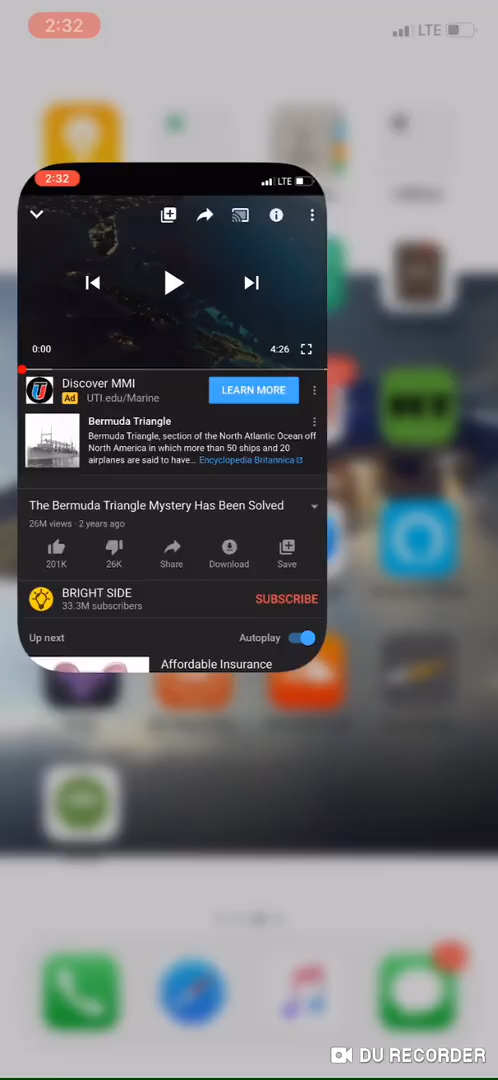 2:32
LTE
2:32
LTE
0:00
4:26
Discover MMI
Ad UTI.edu/Marine
LEARN MORE
Bermuda Triangle
Bermuda Triangle, section of the North Atlantic Ocean off
North America in which more than 50 ships and 20
airplanes are said to have... Encyclopedia Britannica
The Bermuda Triangle Mystery Has Been Solved
26M views · 2 years ago
201K
26K
Share
Download
Save
BRIGHT SIDE
33.3M subscribers
SUBSCRIBE
Up next
Autoplay
Affordable Insurance
DU RECORDER